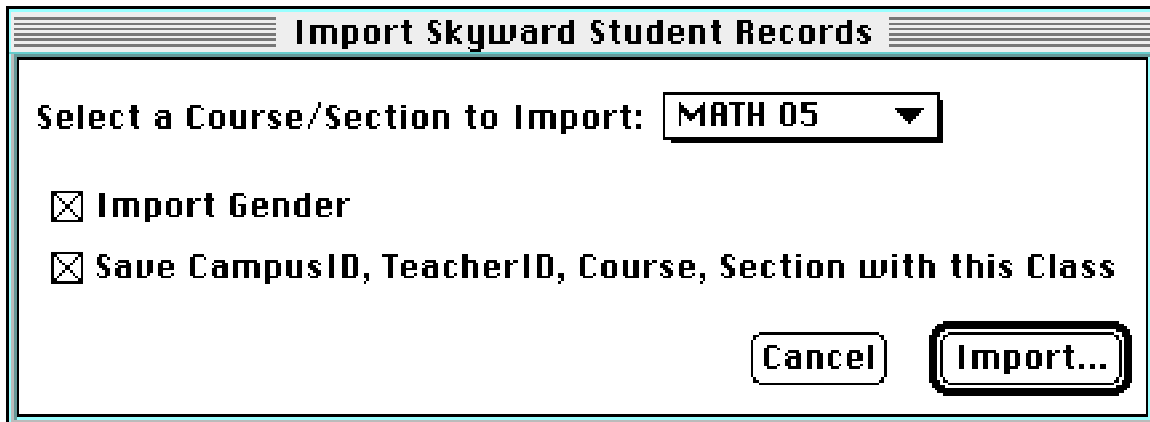 Import Skyward Student Records
Select a Course/Section to Import: MATH 05
Import Gender
Save CampusID, TeacherID, Course, Section with this Class
Cancel Import...